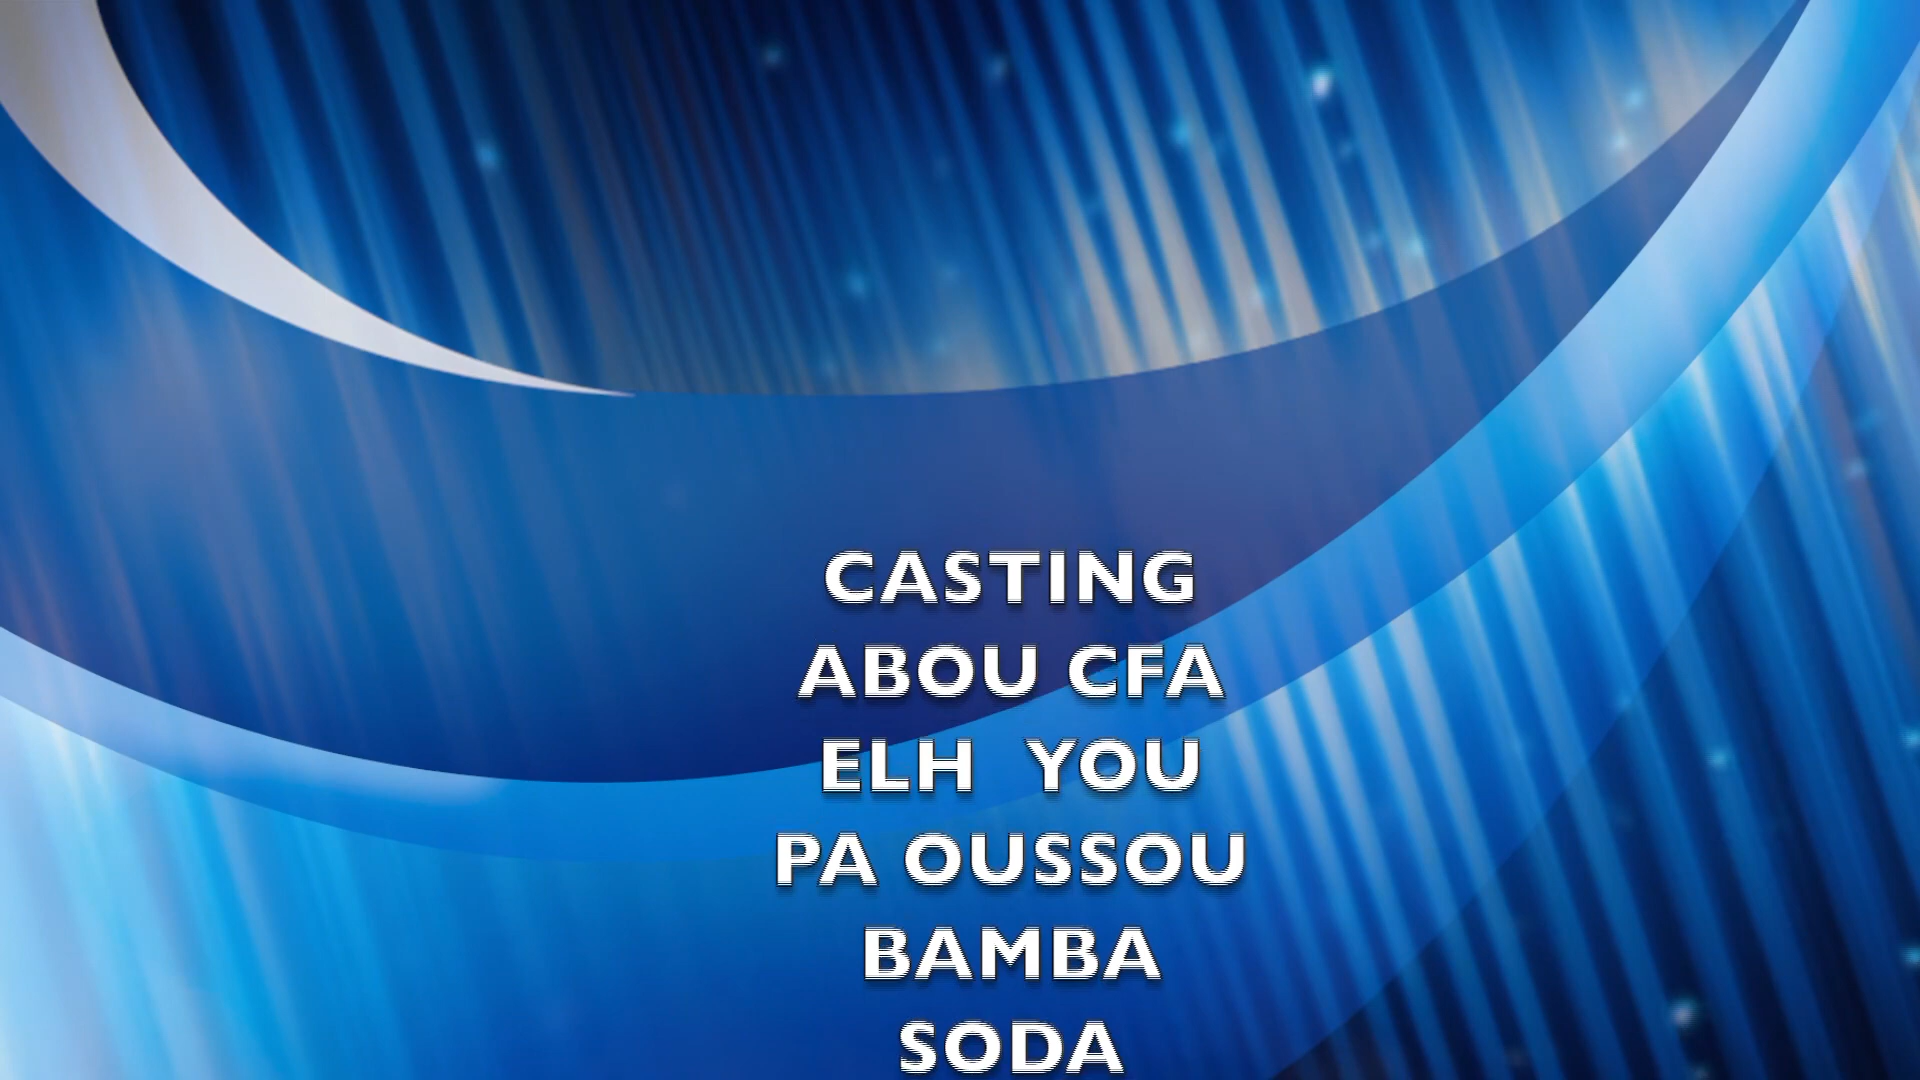 CASTING
ABOU CFA
ELH  YOU
PA OUSSOU
BAMBA
SODA